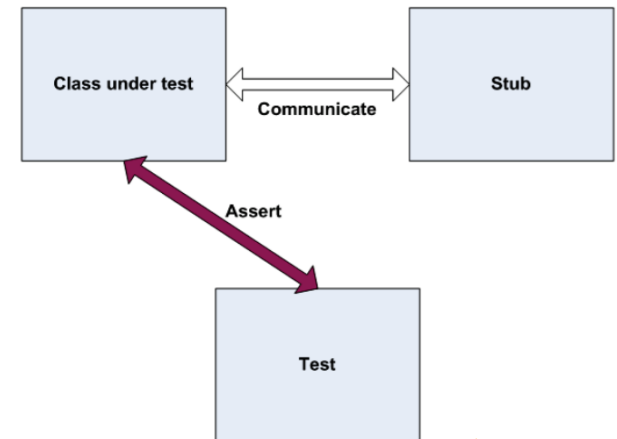 Class under test
Stub
Communicate
Assert
Test